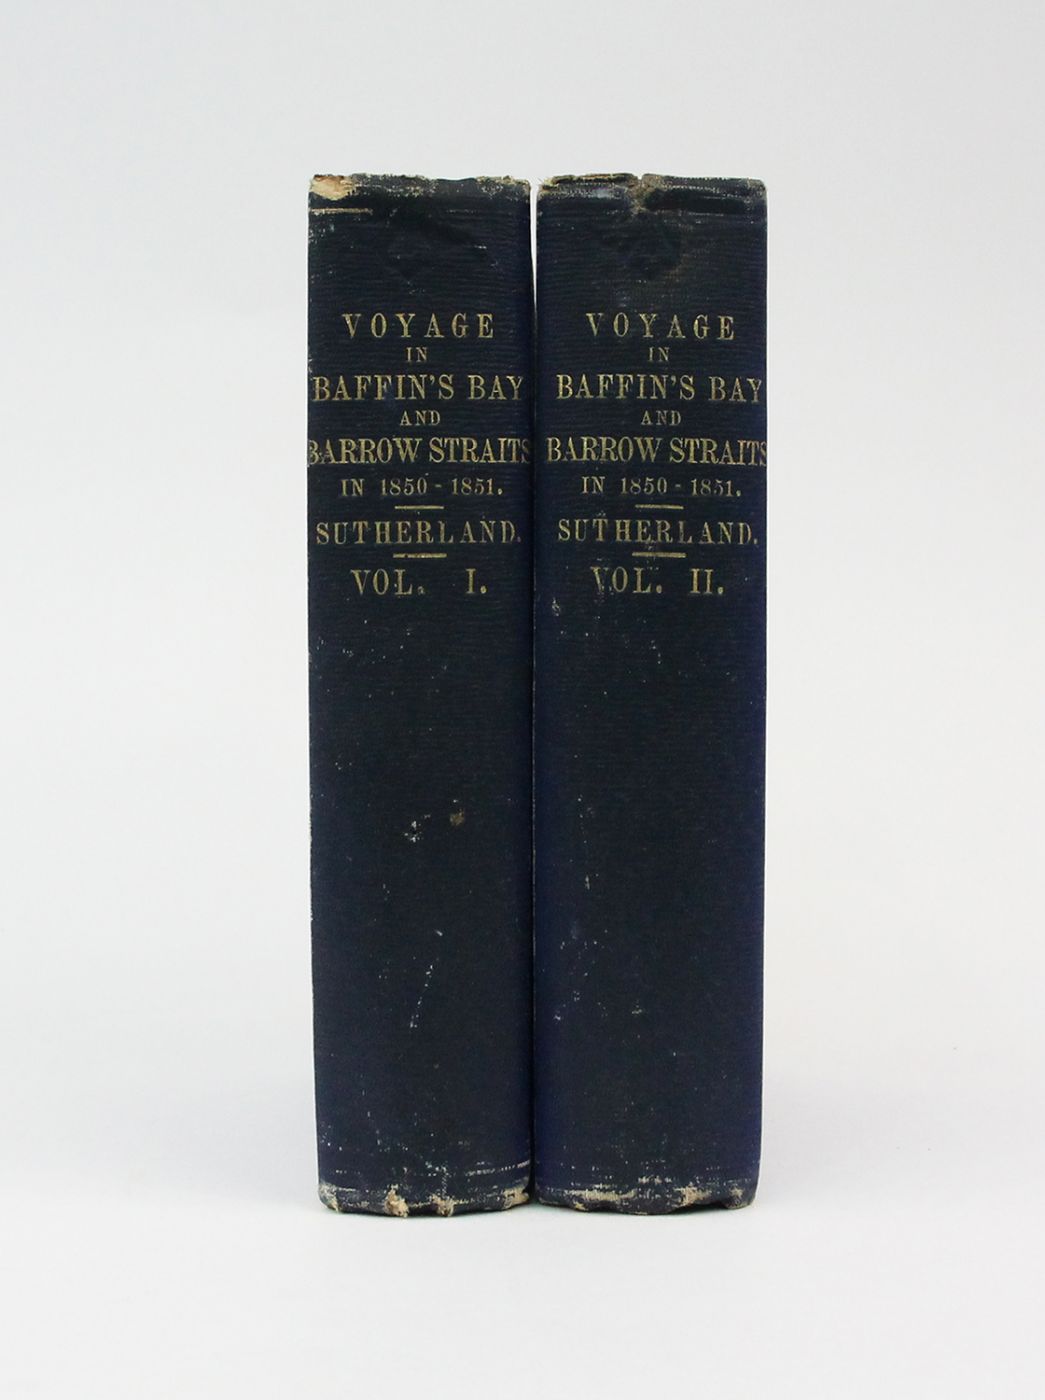 VOYAGE
IN
BAFFIN'S BAY
AND
BARROW STRAITS
IN 1850-1851.
SUTHERLAND.
VOL. I.
VOYAGE
IN
BAFFIN'S BAY
AND
BARROW STRAITS
IN 1850-1851.
SUTHERLAND.
VOL. II.